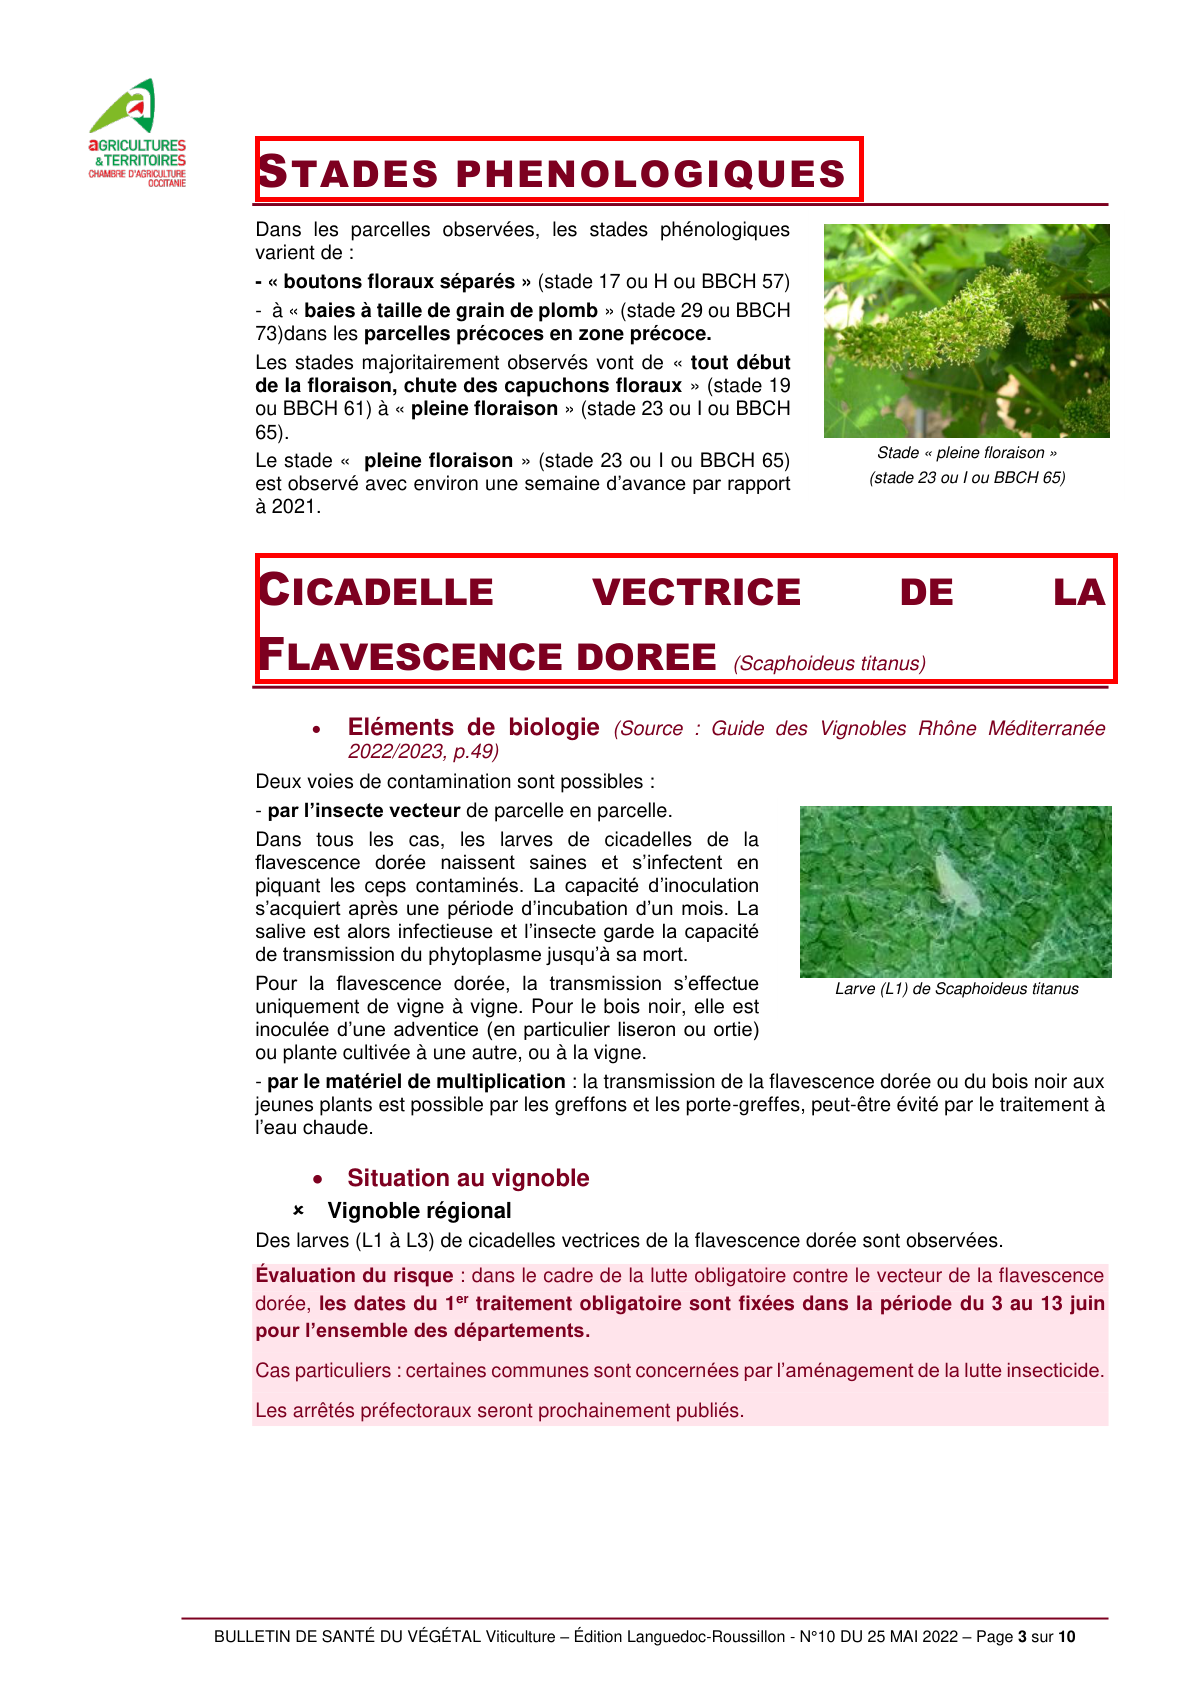 aGRICULTURES
& TERRITOIRES
CHAMBRE D'AGRICULTURE
OCCITANIE
STADES PHENOLOGIQUES
Dans les parcelles observées, les stades phénologiques
varient de :
- « boutons floraux séparés » (stade 17 ou H ou BBCH 57)
- à « baies à taille de grain de plomb » (stade 29 ou BBCH
73)dans les parcelles précoces en zone précoce.
Les stades majoritairement observés vont de « tout début
de la floraison, chute des capuchons floraux » (stade 19
ou BBCH 61) à « pleine floraison » (stade 23 ou I ou BBCH
65).
Le stade « pleine floraison » (stade 23 ou I ou BBCH 65)
est observé avec environ une semaine d'avance par rapport
à 2021.
Stade « pleine floraison »
(stade 23 ou I ou BBCH 65)
CICADELLE VECTRICE DE LA
FLAVESCENCE DOREE (Scaphoideus titanus)
• Eléments de biologie (Source : Guide des Vignobles Rhône Méditerranée
2022/2023, p.49)
Deux voies de contamination sont possibles :
- par l'insecte vecteur de parcelle en parcelle.
Dans tous les cas, les larves de cicadelles de la
flavescence dorée naissent saines et s'infectent en
piquant les ceps contaminés. La capacité d'inoculation
s'acquiert après une période d'incubation d'un mois. La
salive est alors infectieuse et l'insecte garde la capacité
de transmission du phytoplasme jusqu'à sa mort.
Pour la flavescence dorée, la transmission s'effectue
uniquement de vigne à vigne. Pour le bois noir, elle est
inoculée d'une adventice (en particulier liseron ou ortie)
ou plante cultivée à une autre, ou à la vigne.
Larve (L1) de Scaphoideus titanus
- par le matériel de multiplication : la transmission de la flavescence dorée ou du bois noir aux
jeunes plants est possible par les greffons et les porte-greffes, peut-être évité par le traitement à
l'eau chaude.
• Situation au vignoble
× Vignoble régional
Des larves (L1 à L3) de cicadelles vectrices de la flavescence dorée sont observées.
Évaluation du risque : dans le cadre de la lutte obligatoire contre le vecteur de la flavescence
dorée, les dates du 1er traitement obligatoire sont fixées dans la période du 3 au 13 juin
pour l'ensemble des départements.
Cas particuliers : certaines communes sont concernées par l'aménagement de la lutte insecticide.
Les arrêtés préfectoraux seront prochainement publiés.
BULLETIN DE SANTÉ DU VÉGÉTAL Viticulture – Édition Languedoc-Roussillon - N°10 DU 25 MAI 2022 – Page 3 sur 10